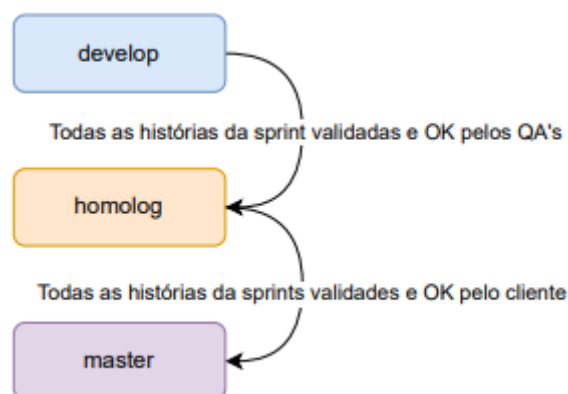 develop
Todas as histórias da sprint validadas e OK pelos QA's
homolog
Todas as histórias da sprints validades e OK pelo cliente
master